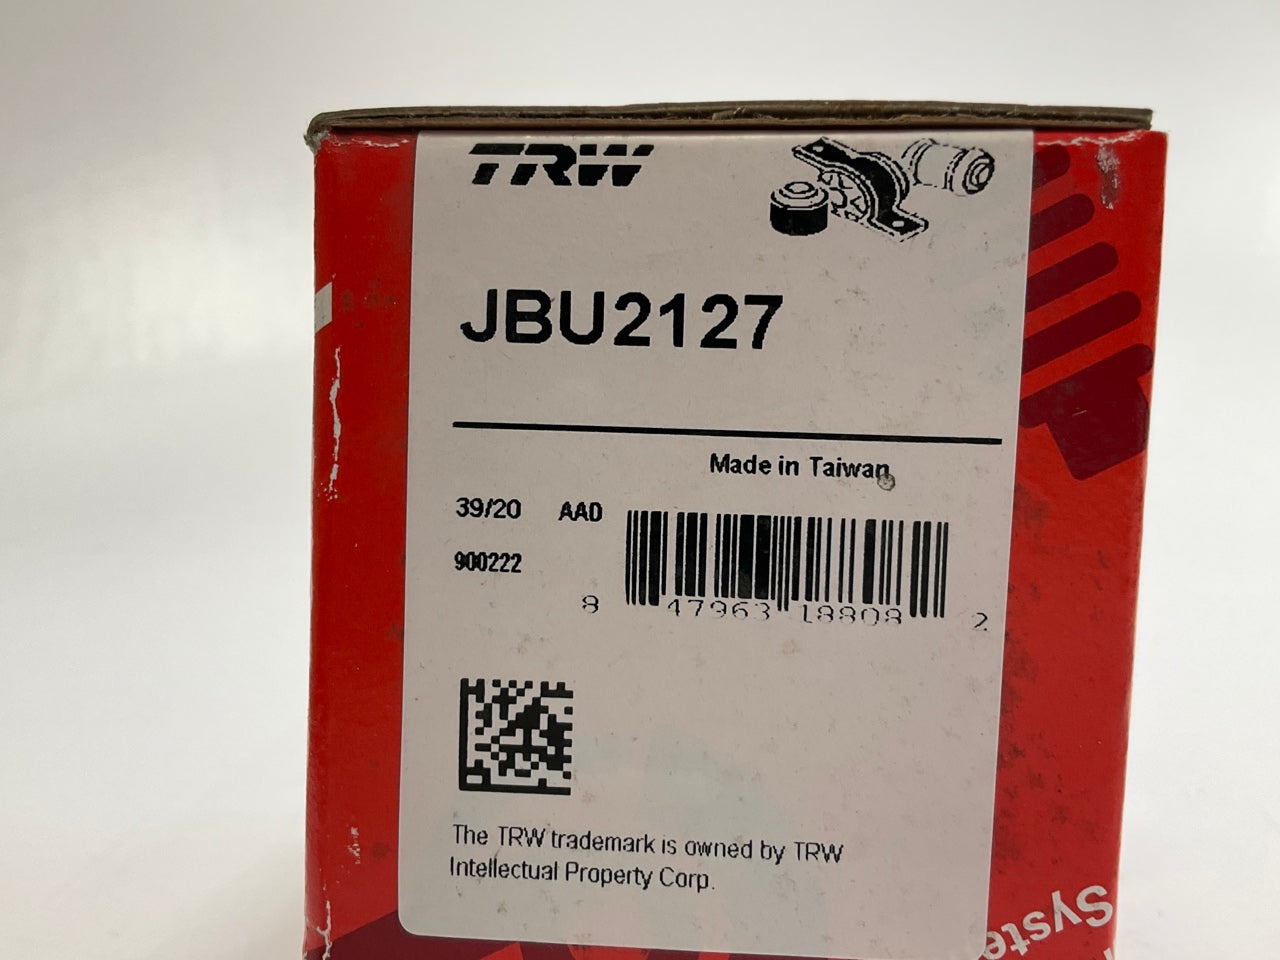 TRW
JBU2127
Made in Taiwan
39/20 AAD
900222
8 47963 18808 2
The TRW trademark is owned by TRW
Intellectual Property Corp.